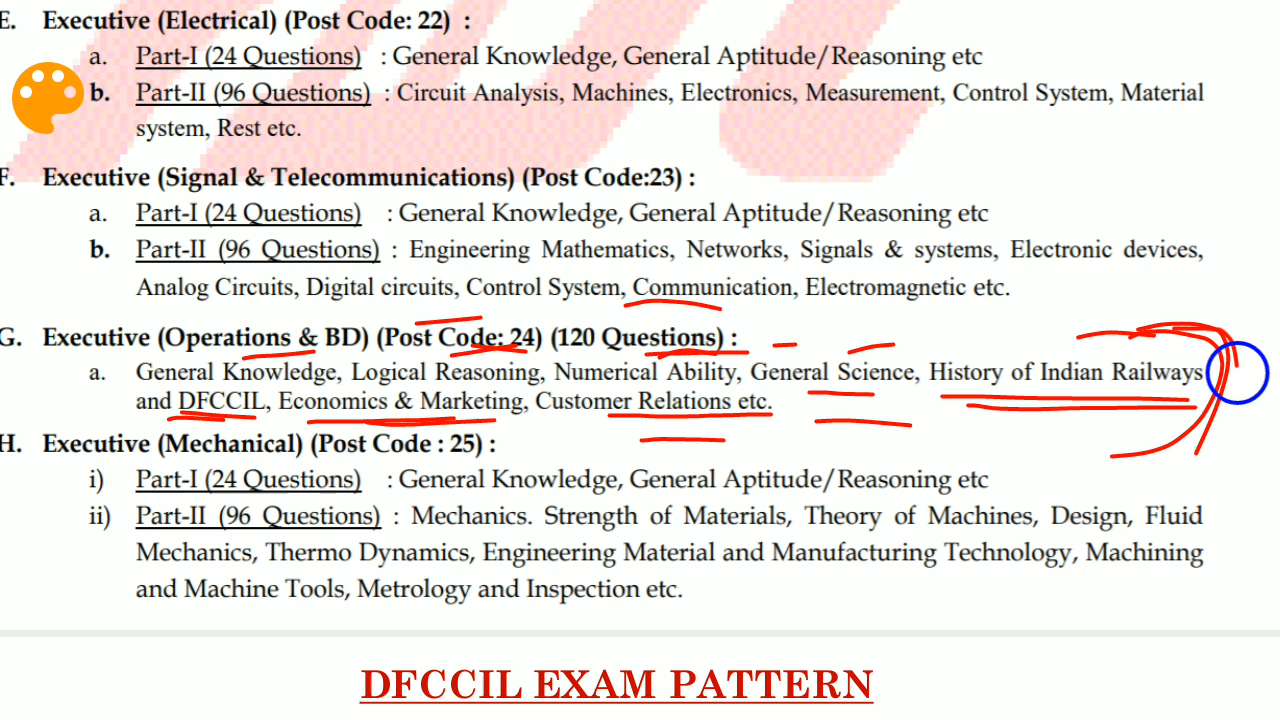 E. Executive (Electrical) (Post Code: 22) :
a. Part-I (24 Questions) : General Knowledge, General Aptitude/Reasoning etc
b. Part-II (96 Questions) : Circuit Analysis, Machines, Electronics, Measurement, Control System, Material
system, Rest etc.
F. Executive (Signal & Telecommunications) (Post Code:23) :
a. Part-I (24 Questions) : General Knowledge, General Aptitude/Reasoning etc
b. Part-II (96 Questions) : Engineering Mathematics, Networks, Signals & systems, Electronic devices,
Analog Circuits, Digital circuits, Control System, Communication, Electromagnetic etc.
G. Executive (Operations & BD) (Post Code: 24) (120 Questions) :
a. General Knowledge, Logical Reasoning, Numerical Ability, General Science, History of Indian Railways
and DFCCIL, Economics & Marketing, Customer Relations etc.
H. Executive (Mechanical) (Post Code : 25) :
i) Part-I (24 Questions) : General Knowledge, General Aptitude/Reasoning etc
ii) Part-II (96 Questions) : Mechanics. Strength of Materials, Theory of Machines, Design, Fluid
Mechanics, Thermo Dynamics, Engineering Material and Manufacturing Technology, Machining
and Machine Tools, Metrology and Inspection etc.
DFCCIL EXAM PATTERN